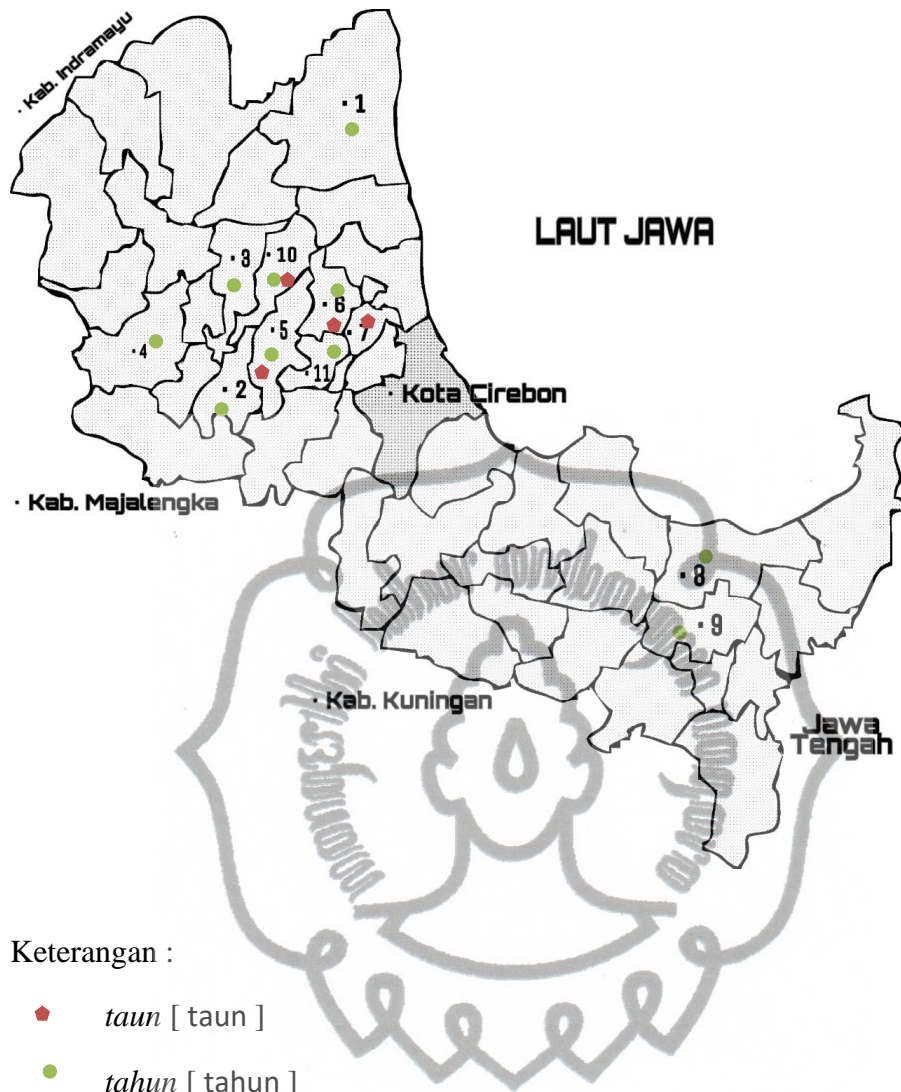 · Kab. Indramayu
· 1
LAUT JAWA
· 3
· 10
· 6
· 7
· 5
· 4
· 11
· 2
· Kota Cirebon
· Kab. Majalengka
· 8
· 9
· Kab. Kuningan
Jawa
Tengah
Keterangan :
taun [ taun ]
tahun [ tahun ]